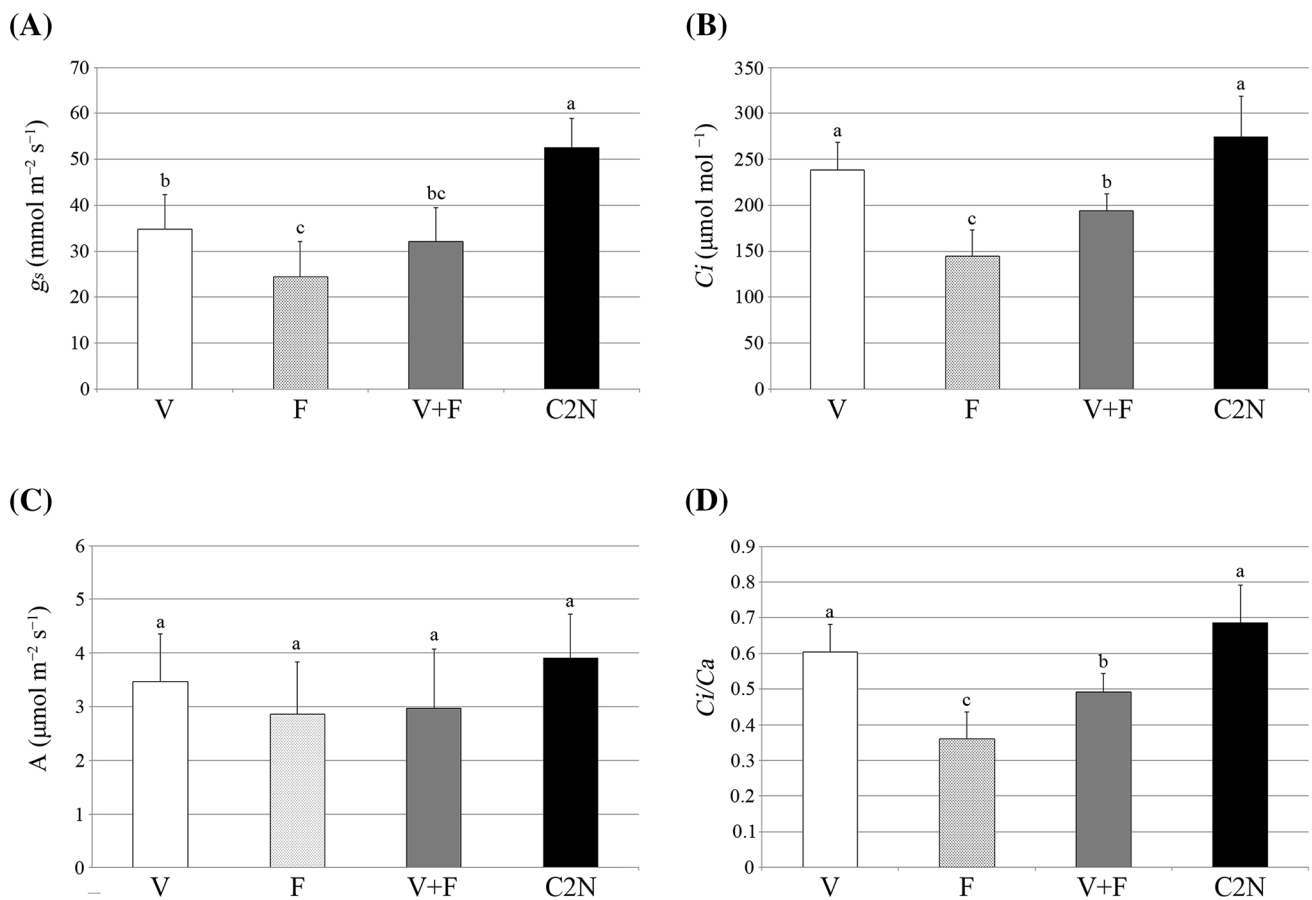 (A)
70
60
50
40
30
20
10
0
gs (mmol m−2 s−1)
b
c
bc
a
V F V+F C2N
(B)
350
300
250
200
150
100
50
0
Ci (μmol mol −1)
a
c
b
a
V F V+F C2N
(C)
6
5
4
3
2
1
0
A (μmol m−2 s−1)
a
a
a
a
V F V+F C2N
(D)
0.9
0.8
0.7
0.6
0.5
0.4
0.3
0.2
0.1
0
Ci/Ca
a
c
b
a
V F V+F C2N